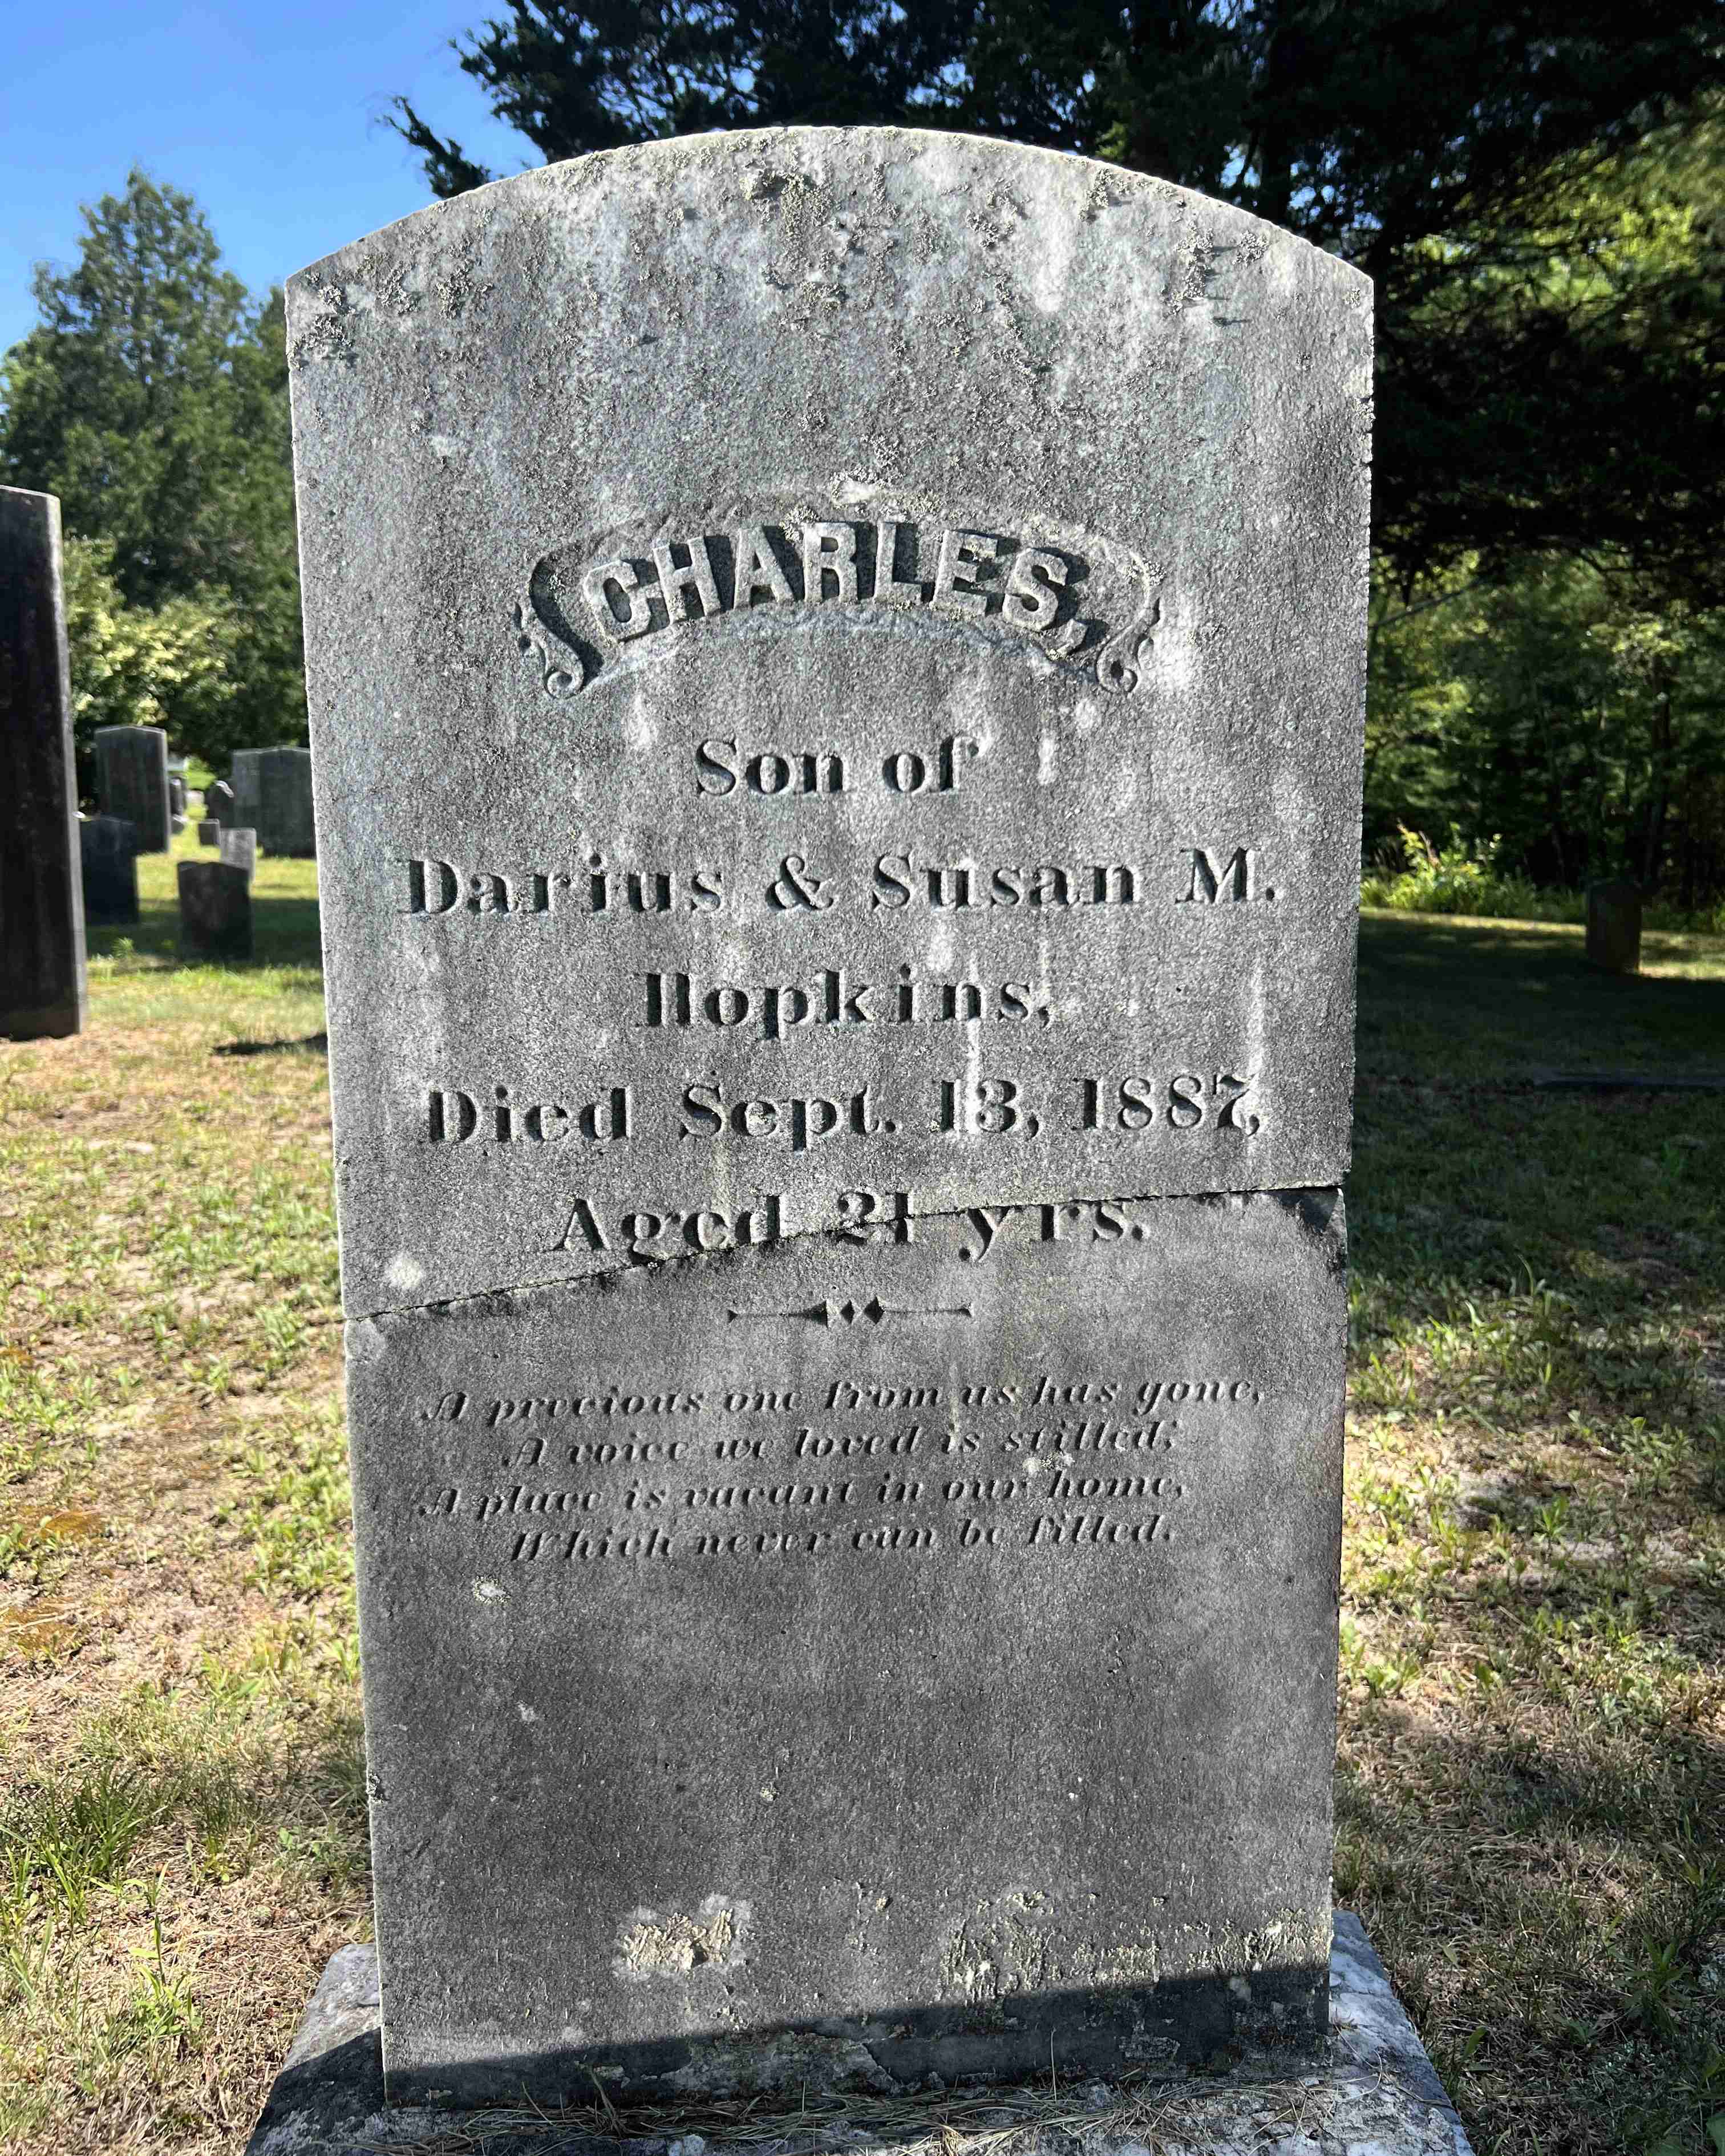 CHARLES,
Son of
Darius & Susan M.
Hopkins,
Died Sept. 13, 1887,
Aged 21 yrs.
A precious one from us has gone,
A voice we loved is stilled;
A place is vacant in our home,
Which never can be filled.